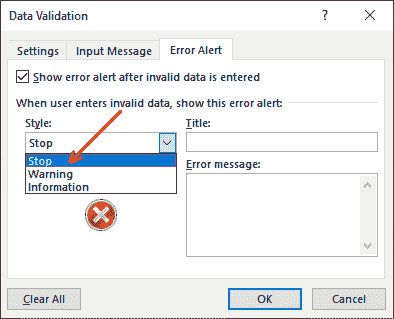 Data Validation
?
Settings
Input Message
Error Alert
Show error alert after invalid data is entered
When user enters invalid data, show this error alert:
Style:
Title:
Stop
Stop
Warning
Information
Error message:
Clear All
OK
Cancel